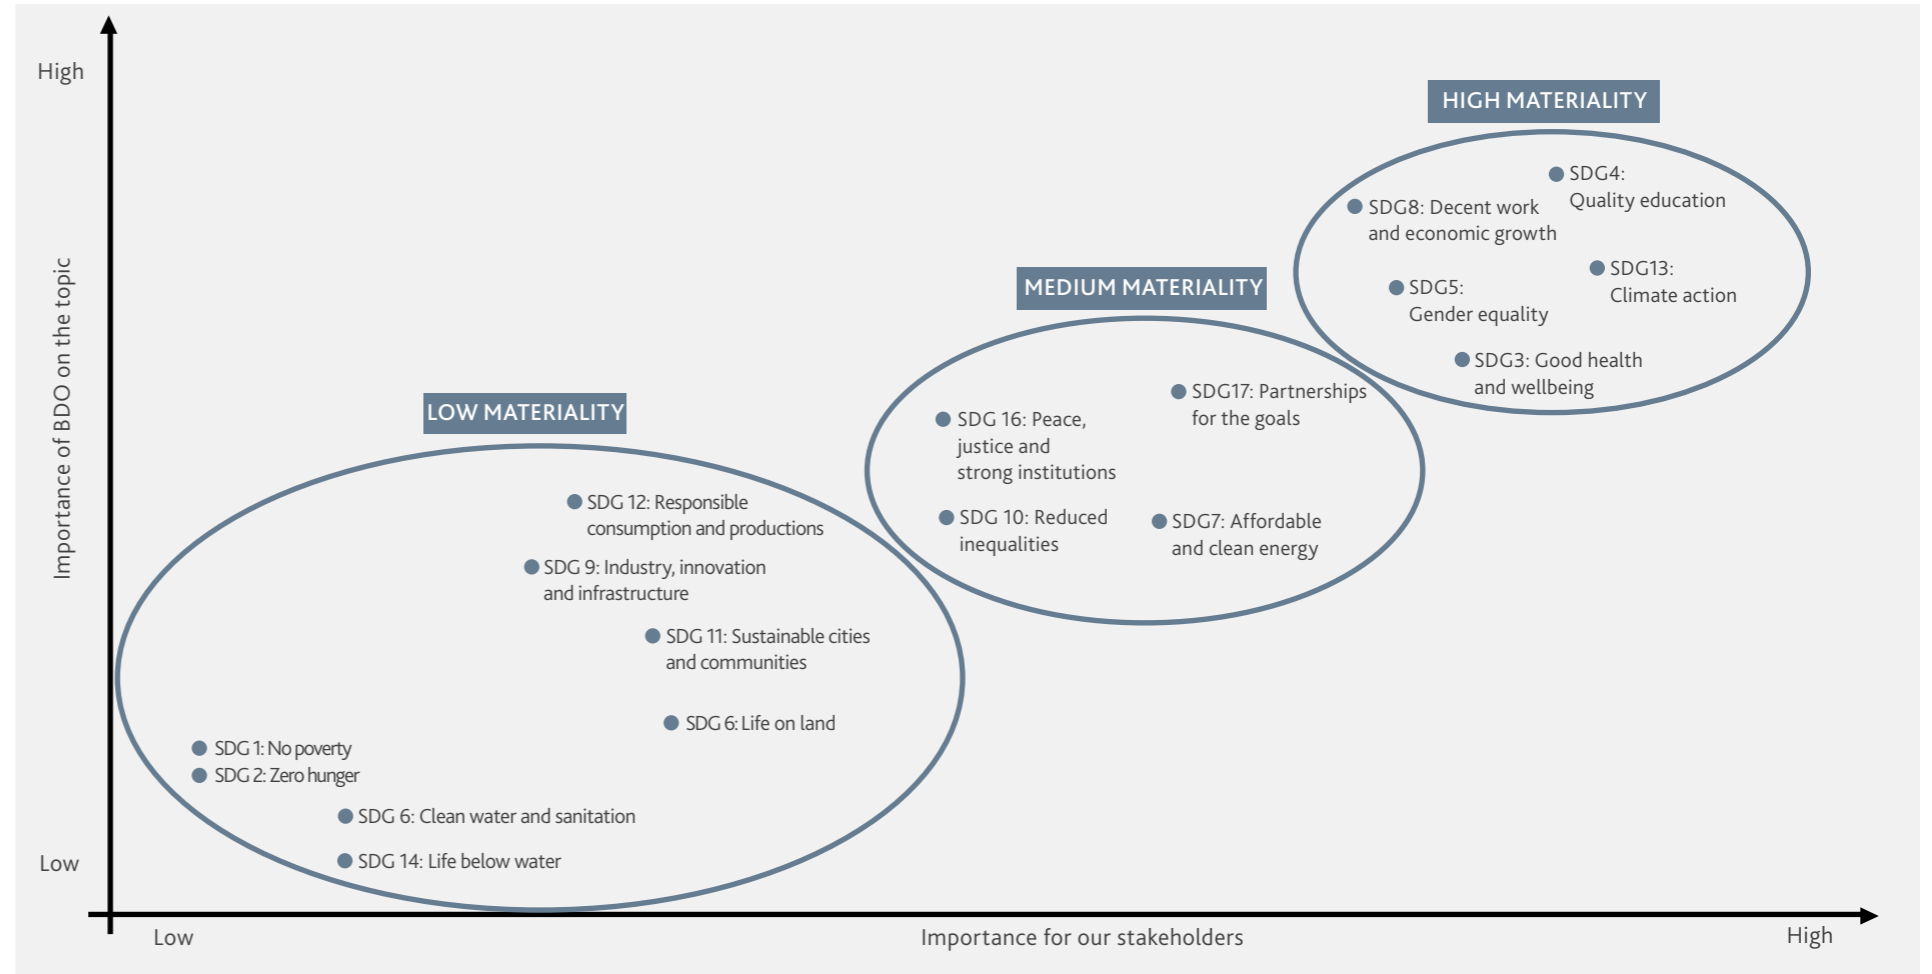 High
HIGH MATERIALITY
SDG4:
Quality education
SDG8: Decent work
and economic growth
SDG13:
Climate action
SDG5:
Gender equality
SDG3: Good health
and wellbeing
MEDIUM MATERIALITY
SDG17: Partnerships
for the goals
SDG 16: Peace,
justice and
strong institutions
SDG 10: Reduced
inequalities
SDG7: Affordable
and clean energy
LOW MATERIALITY
SDG 12: Responsible
consumption and productions
SDG 9: Industry, innovation
and infrastructure
SDG 11: Sustainable cities
and communities
SDG 6: Life on land
SDG 1: No poverty
SDG 2: Zero hunger
SDG 6: Clean water and sanitation
SDG 14: Life below water
Importance of BDO on the topic
Low
Low
Importance for our stakeholders
High